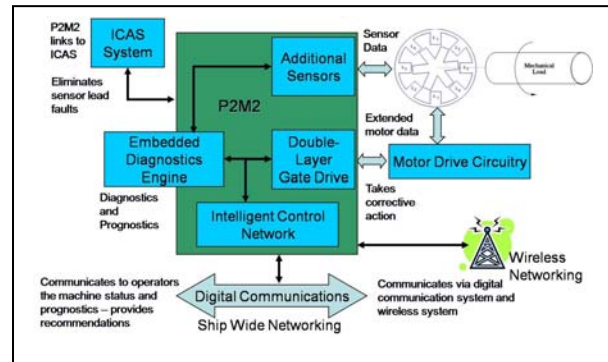 P2M2
links to
ICAS
ICAS
System
Eliminates
sensor lead
faults
P2M2
Additional
Sensors
Sensor
Data
Mechanical
Load
Extended
motor data
Embedded
Diagnostics
Engine
Double-
Layer
Gate Drive
Motor Drive Circuitry
Diagnostics
and
Prognostics
Takes
corrective
action
Intelligent Control
Network
Wireless
Networking
Communicates to operators
the machine status and
prognostics – provides
recommendations
Digital Communications
Ship Wide Networking
Communicates via digital
communication system and
wireless system